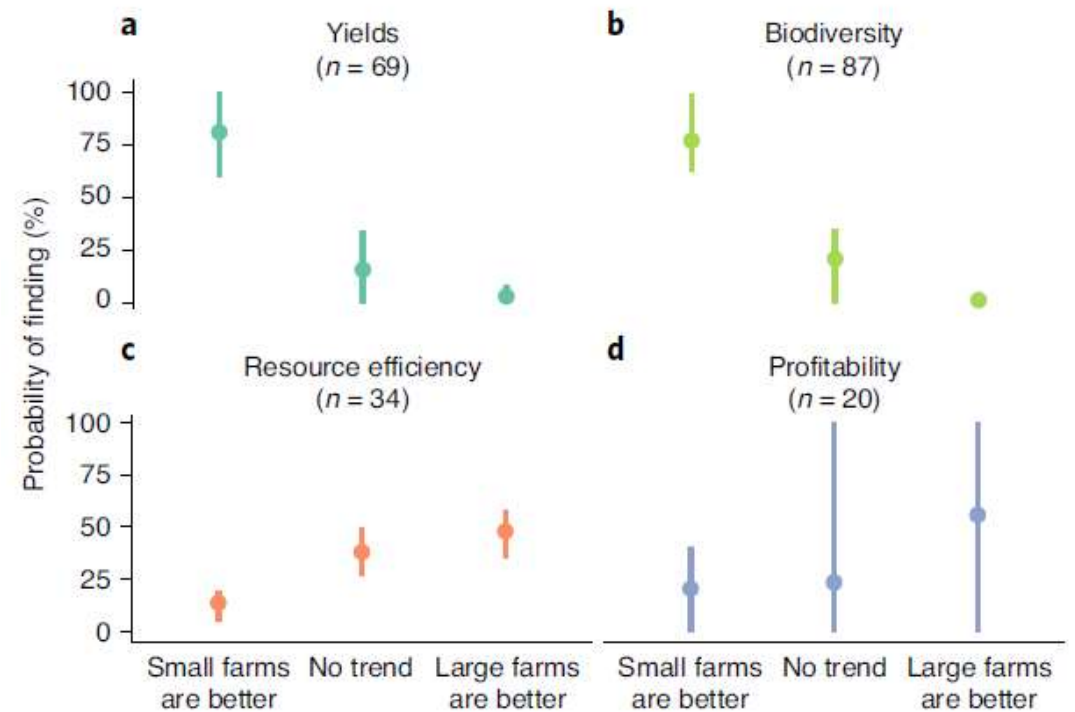 a
Yields
(n = 69)
b
Biodiversity
(n = 87)
Probability of finding (%)
100
75
50
25
0
c
Resource efficiency
(n = 34)
d
Profitability
(n = 20)
100
75
50
25
0
Small farms
are better
No trend
Large farms
are better
Small farms
are better
No trend
Large farms
are better